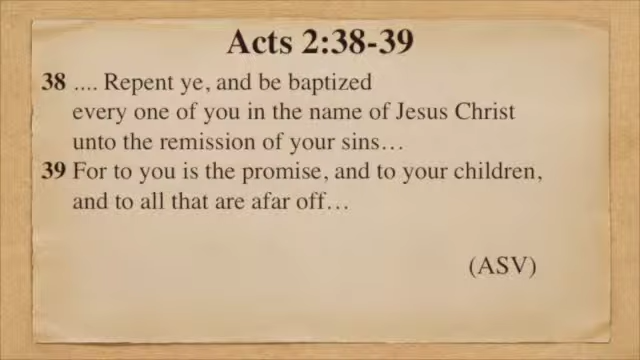 Acts 2:38-39
38 .... Repent ye, and be baptized
every one of you in the name of Jesus Christ
unto the remission of your sins…
39 For to you is the promise, and to your children,
and to all that are afar off…
(ASV)